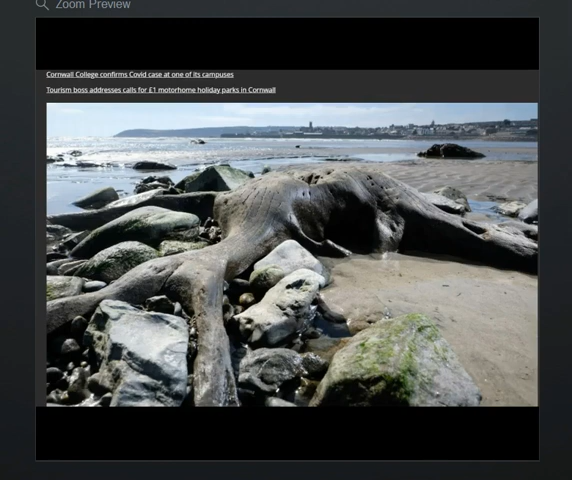 Zoom Preview
Cornwall College confirms Covid case at one of its campuses
Tourism boss addresses calls for £1 motorhome holiday parks in Cornwall